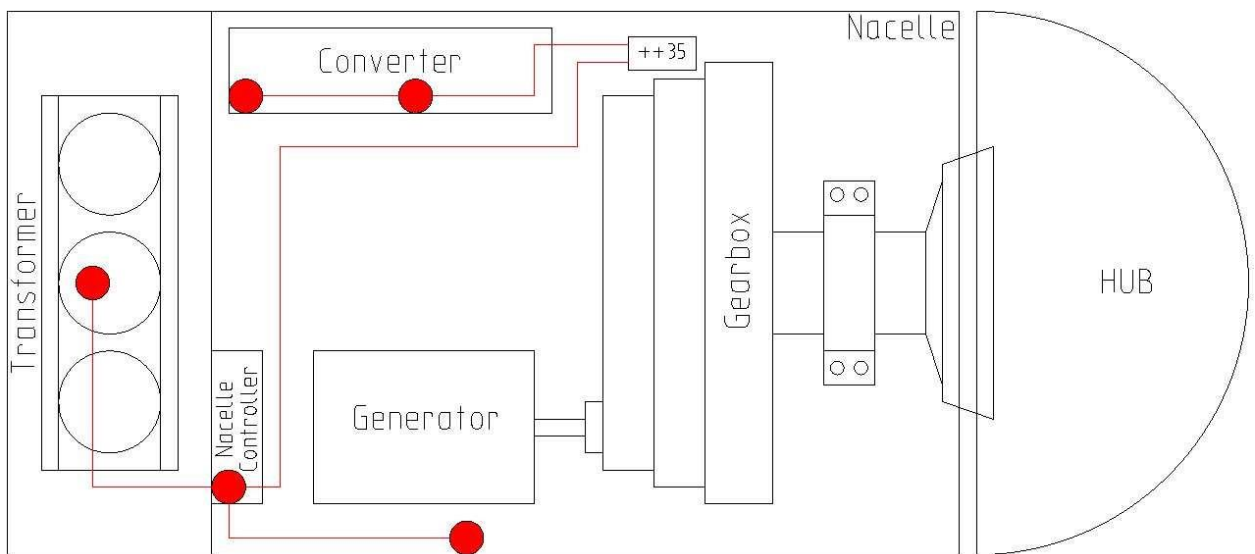 Nacelle
Converter
++35
Transformer
Gearbox
HUB
Generator
Nacelle
Controller